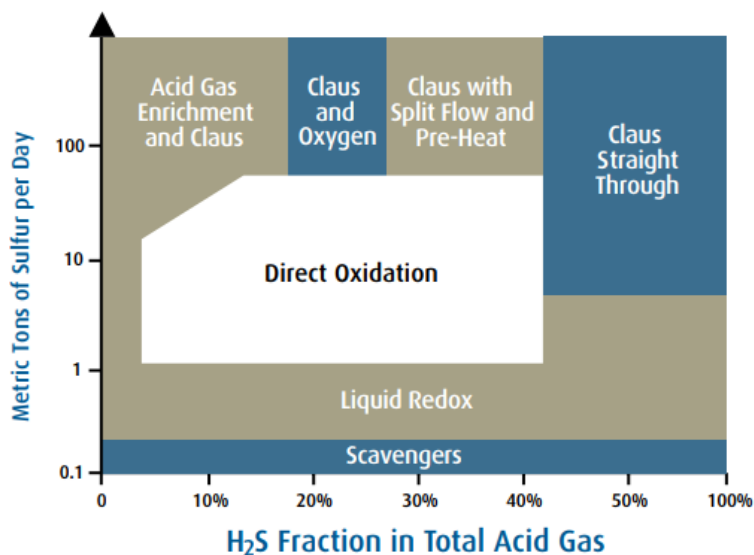 Metric Tons of Sulfur per Day
100
10
1
0.1
Acid Gas
Enrichment
and Claus
Claus
and
Oxygen
Claus with
Split Flow and
Pre-Heat
Claus
Straight
Through
Direct Oxidation
Liquid Redox
Scavengers
0 10% 20% 30% 40% 50% 100%
H₂S Fraction in Total Acid Gas